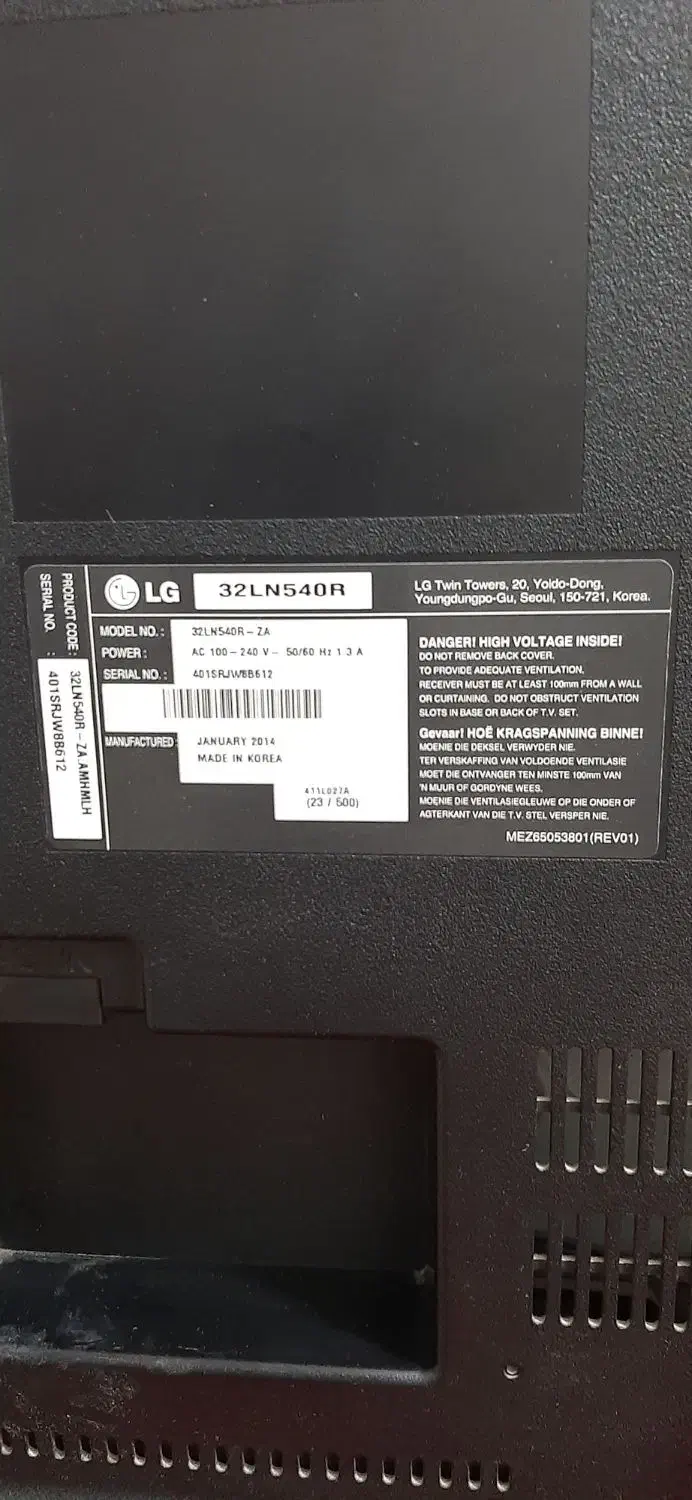 PRODUCT CODE : 32LN540R - ZA.AMHMLH
SERIAL NO. : 401SRJW8B612
LG 32LN540R
LG Twin Towers, 20, Yoido-Dong,
Youngdungpo-Gu, Seoul, 150-721, Korea.
MODEL NO. : 32LN540R - ZA
POWER : AC 100 - 240 V ~ 50/60 Hz 1.3 A
SERIAL NO. : 401SRJW8B612
MANUFACTURED : JANUARY 2014
MADE IN KOREA
411L027A
(23 / 500)
DANGER! HIGH VOLTAGE INSIDE!
DO NOT REMOVE BACK COVER.
TO PROVIDE ADEQUATE VENTILATION,
RECEIVER MUST BE AT LEAST 100mm FROM A WALL
OR CURTAINING. DO NOT OBSTRUCT VENTILATION
SLOTS IN BASE OR BACK OF T.V. SET.
Gevaar! HOË KRAGSPANNING BINNE!
MOENIE DIE DEKSEL VERWYDER NIE.
TER VERSKAFFING VAN VOLDOENDE VENTILASIE
MOET DIE ONTVANGER TEN MINSTE 100mm VAN
'N MUUR OF GORDYNE WEES.
MOENIE DIE VENTILASIEGLEUWE OP DIE ONDER OF
AGTERKANT VAN DIE T.V. STEL VERSPER NIE.
MEZ65053801(REV01)